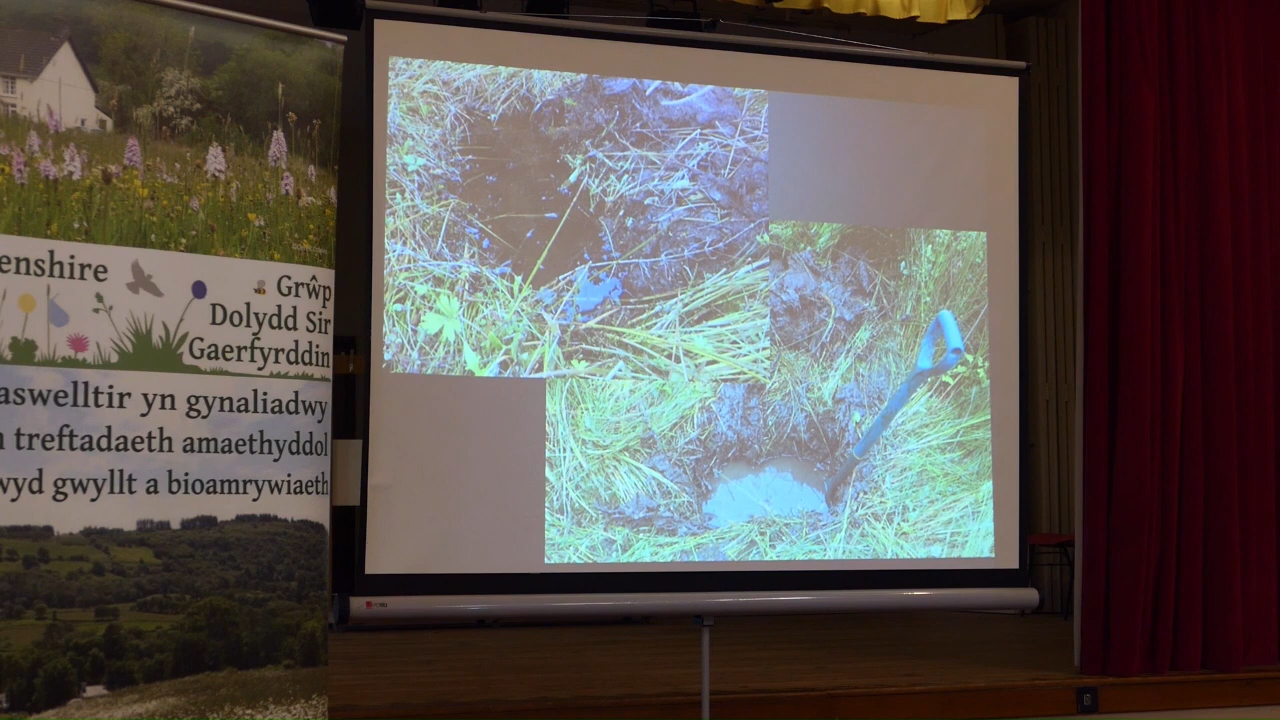 enshire
Grŵp
Dolydd Sir
Gaerfyrddin
aswelltir yn gynaliadwy
treftadaeth amaethyddol
wyd gwyllt a bioamrywiaeth